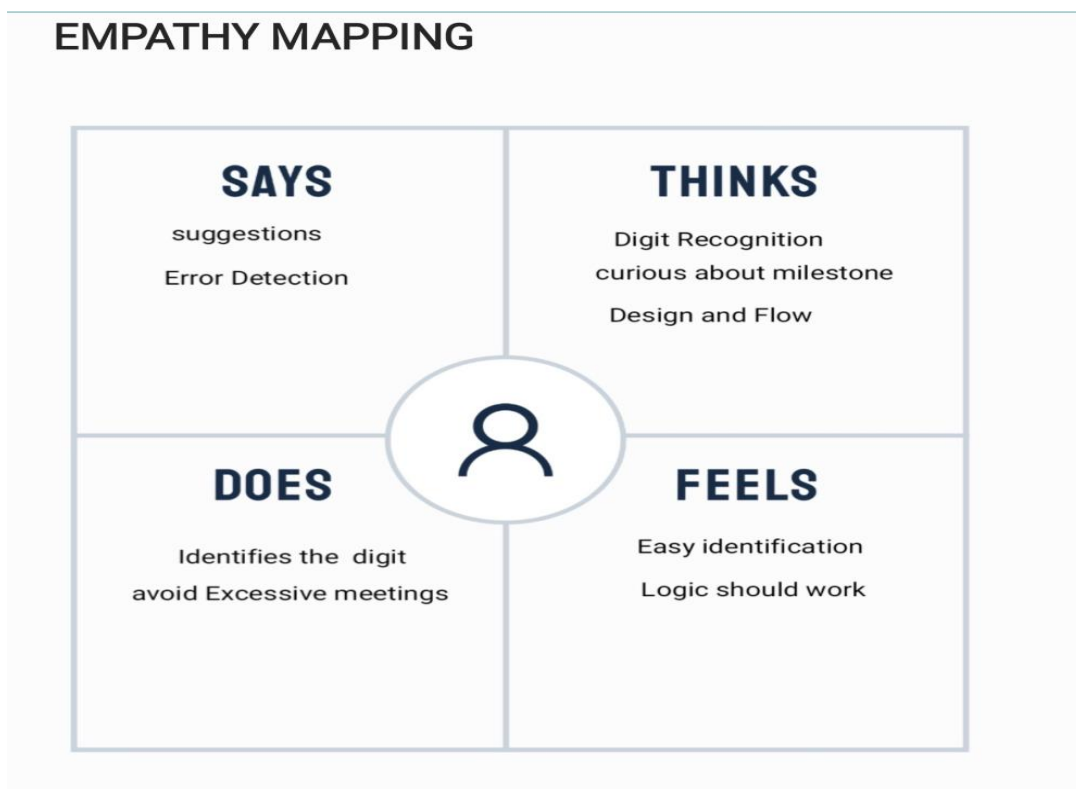 EMPATHY MAPPING
SAYS
suggestions
Error Detection
THINKS
Digit Recognition
curious about milestone
Design and Flow
DOES
Identifies the digit
avoid Excessive meetings
FEELS
Easy identification
Logic should work